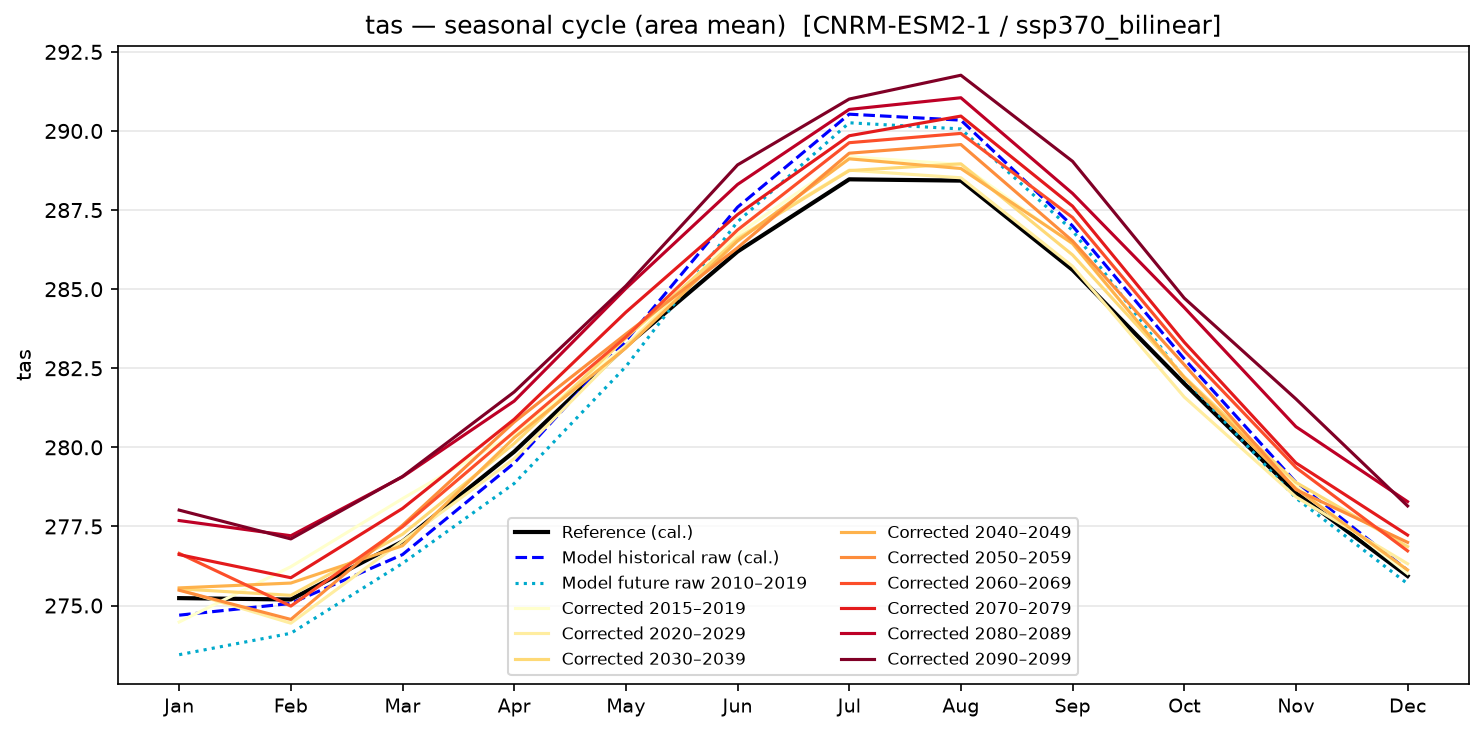 tas — seasonal cycle (area mean)  [CNRM-ESM2-1 / ssp370_bilinear]
292.5
290.0
287.5
285.0
282.5
280.0
277.5
275.0
tas
Jan Feb Mar Apr May Jun Jul Aug Sep Oct Nov Dec
Reference (cal.)
Model historical raw (cal.)
Model future raw 2010–2019
Corrected 2015–2019
Corrected 2020–2029
Corrected 2030–2039
Corrected 2040–2049
Corrected 2050–2059
Corrected 2060–2069
Corrected 2070–2079
Corrected 2080–2089
Corrected 2090–2099